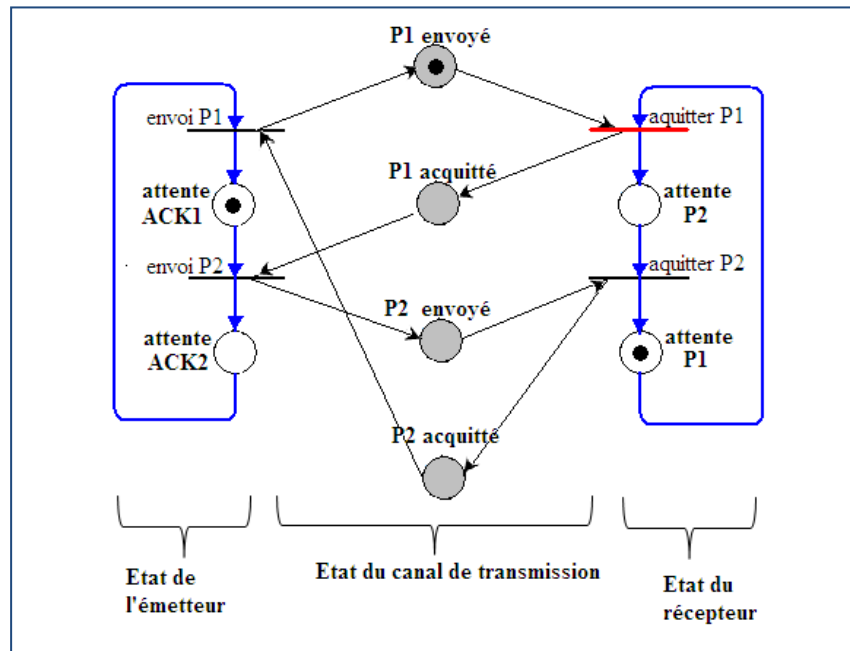 P1 envoyé
envoi P1
aquitter P1
P1 acquitté
attente
ACK1
attente
P2
envoi P2
aquitter P2
P2 envoyé
attente
ACK2
attente
P1
P2 acquitté
Etat de
l'émetteur
Etat du canal de transmission
Etat du
récepteur